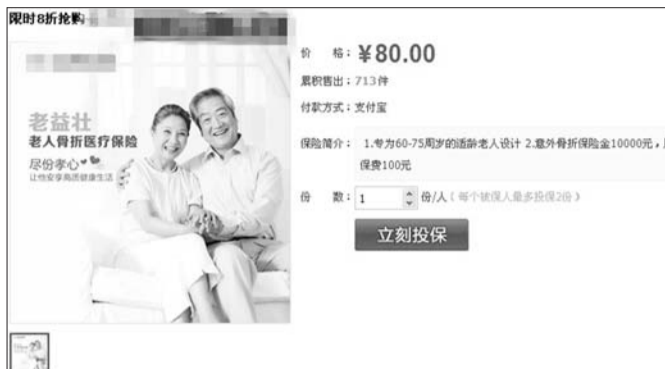 限时8折抢购
老益壮
老人骨折医疗保险
尽份孝心
让他安享高质健康生活
价 格：¥80.00
累积售出：713件
付款方式：支付宝
保险简介： 1.专为60-75周岁的适龄老人设计 2.意外骨折保险金10000元，
保费100元
份 数：1 份/人（每个被保人最多投保2份）
立刻投保